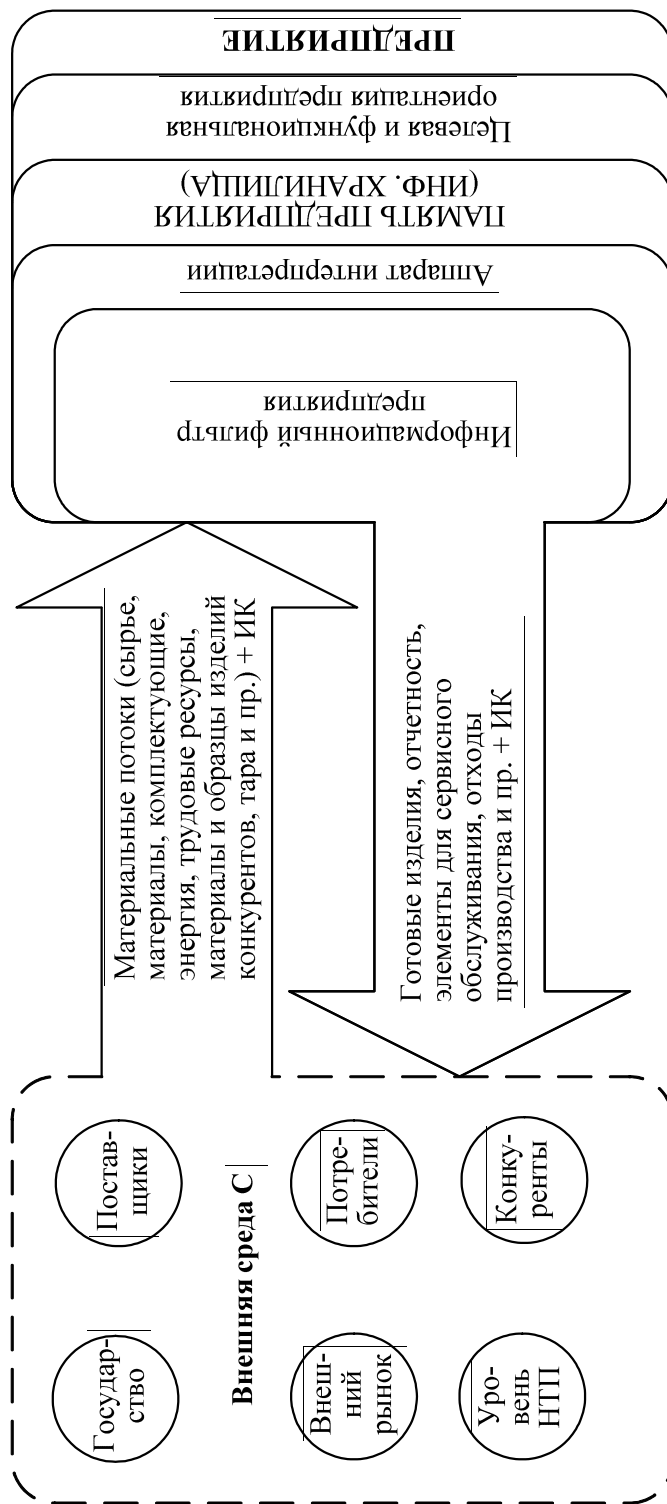 ПРЕДПРИЯТИЕ
Целевая и функциональная
ориентация предприятия
ПАМЯТЬ ПРЕДПРИЯТИЯ
(ИНФ. ХРАНИЛИЩА)
Аппарат интерпретации
Информационный фильтр
предприятия
Материальные потоки (сырье,
материалы, комплектующие,
энергия, трудовые ресурсы,
материалы и образцы изделий
конкурентов, тара и пр.) + ИК
Готовые изделия, отчетность,
элементы для сервисного
обслуживания, отходы
производства и пр. + ИК
Внешняя среда С
Государ-
ство
Постав-
щики
Внеш-
ний
рынок
Потре-
бители
Уро-
вень
НТП
Конку-
ренты